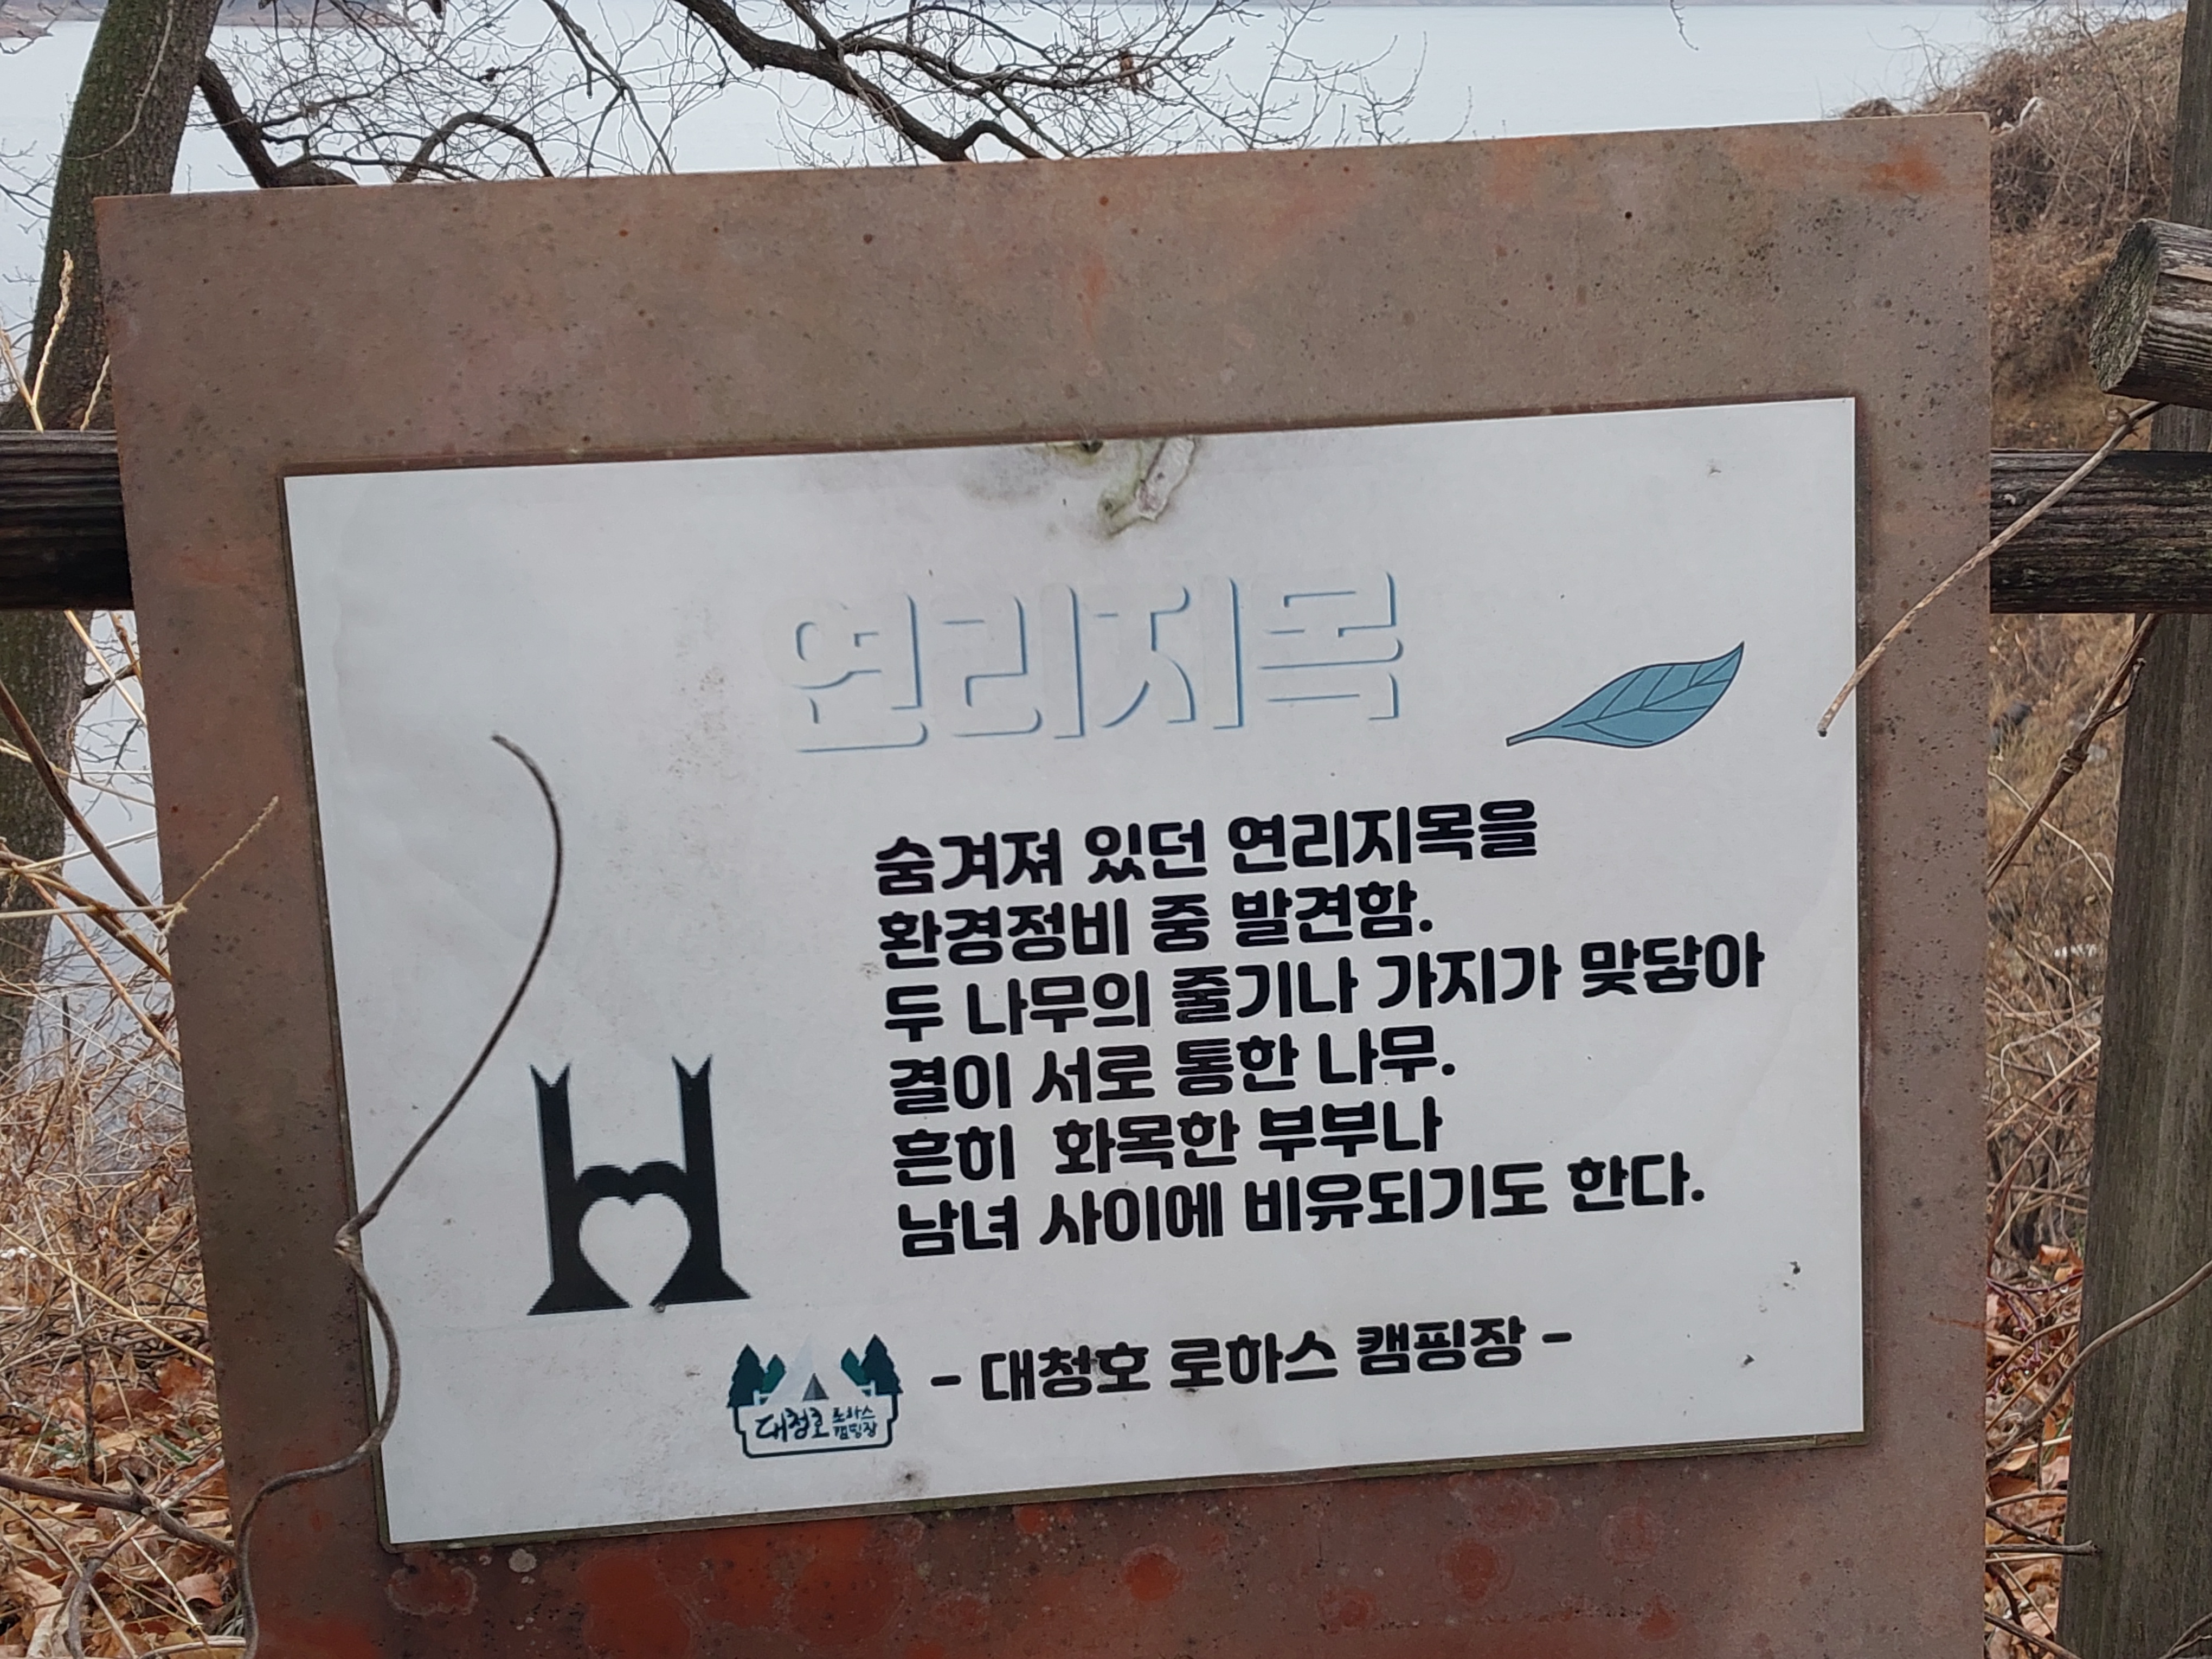 연리지목
숨겨져 있던 연리지목을
환경정비 중 발견함.
두 나무의 줄기나 가지가 맞닿아
결이 서로 통한 나무.
흔히 화목한 부부나
남녀 사이에 비유되기도 한다.
- 대청호 로하스 캠핑장 -
대청호 로하스
캠핑장